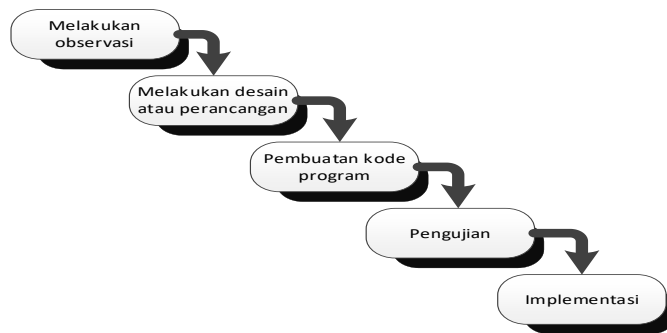 Melakukan
observasi
Melakukan desain
atau perancangan
Pembuatan kode
program
Pengujian
Implementasi